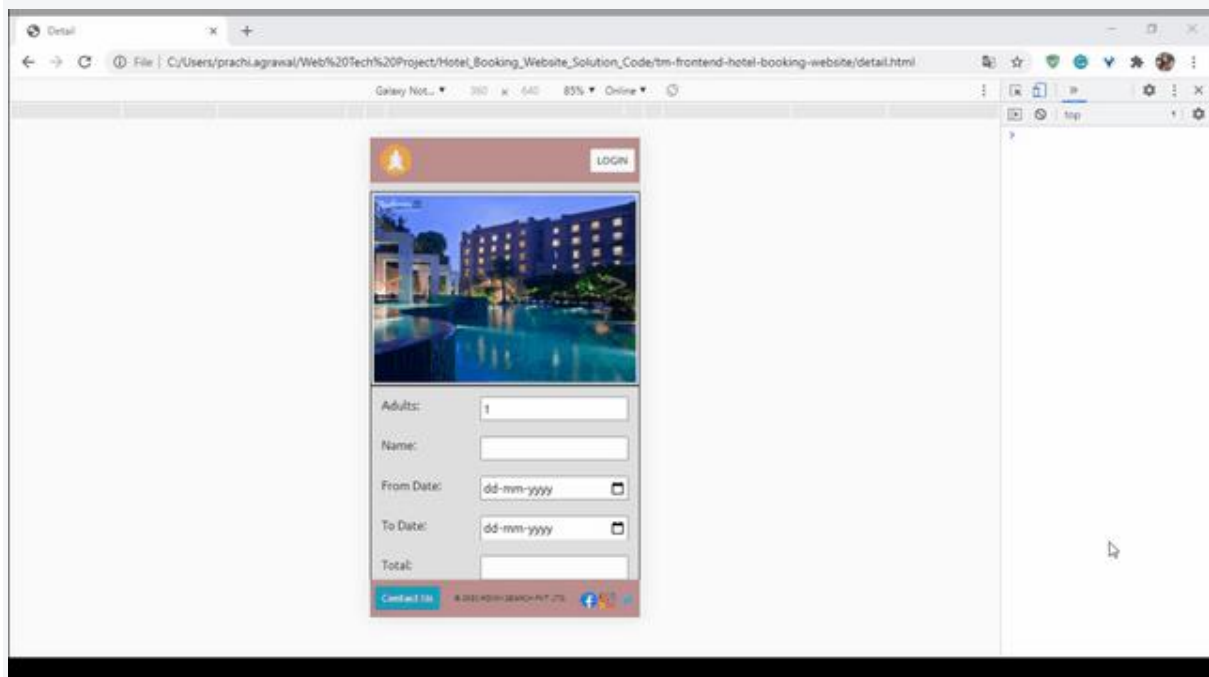 Detail
File | C:/Users/prachi.agrawal/Web%20Tech%20Project/Hotel_Booking_Website_Solution_Code/tm-frontend-hotel-booking-website/detail.html
Galaxy Not... 360 x 640 85% Online
top
LOGIN
Adults: 1
Name:
From Date: dd-mm-yyyy
To Date: dd-mm-yyyy
Total:
Contact Us